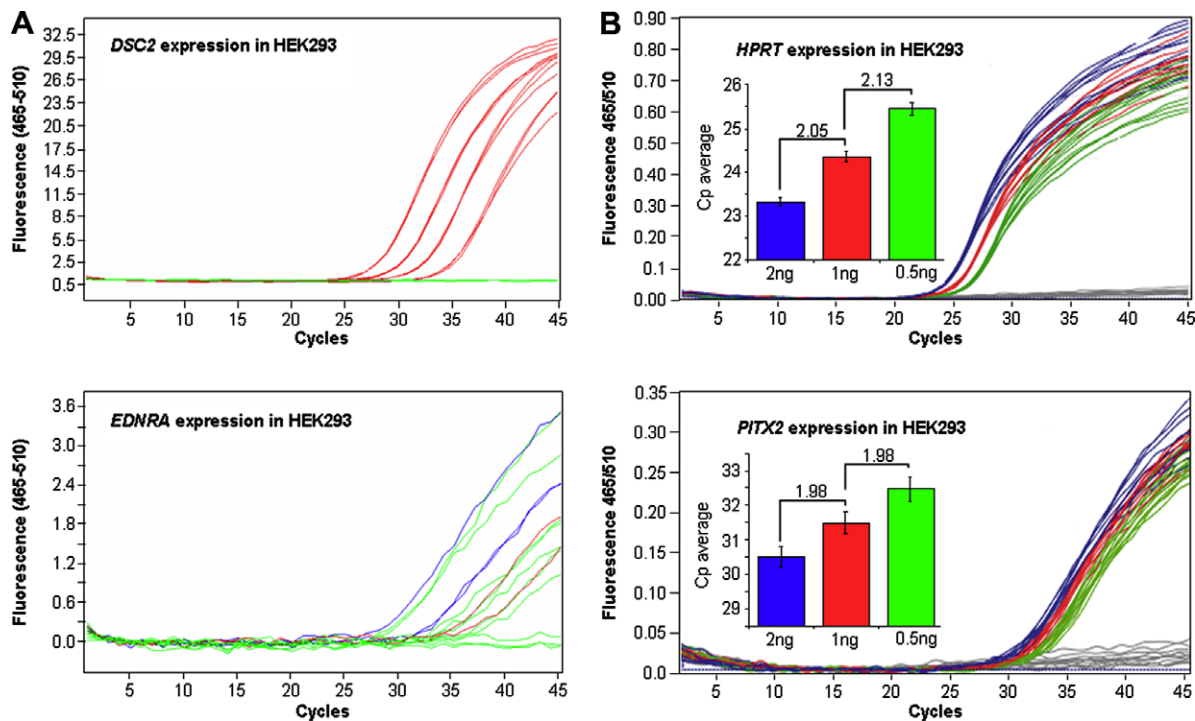 A
DSC2 expression in HEK293
Fluorescence (465-510)
32.5
29.5
26.5
23.5
20.5
17.5
14.5
11.5
8.5
5.5
2.5
0.5
5 10 15 20 25 30 35 40 45
Cycles
EDNRA expression in HEK293
Fluorescence (465-510)
3.6
3.0
2.4
1.8
1.2
0.6
0.0
5 10 15 20 25 30 35 40 45
Cycles
B
HPRT expression in HEK293
Fluorescence 465/510
0.90
0.80
0.70
0.60
0.50
0.40
0.30
0.20
0.10
0.00
Cp average
26
25
24
23
22
2.05
2.13
2ng 1ng 0.5ng
5 10 15 20 25 30 35 40 45
Cycles
PITX2 expression in HEK293
Fluorescence 465/510
0.35
0.30
0.25
0.20
0.15
0.10
0.05
0.0
Cp average
33
32
31
30
29
1.98
1.98
2ng 1ng 0.5ng
5 10 15 20 25 30 35 40 45
Cycles